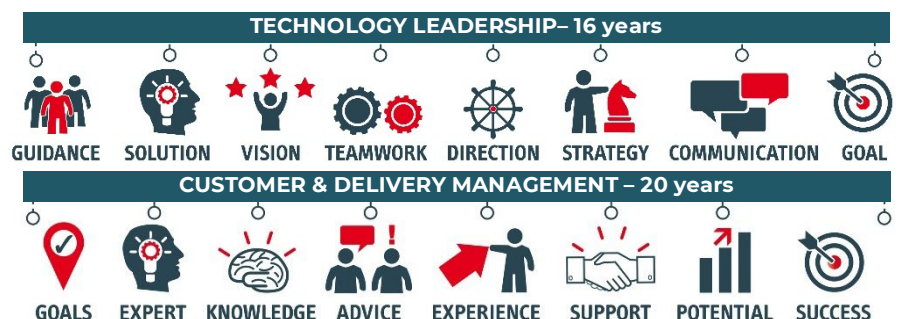 TECHNOLOGY LEADERSHIP– 16 years
GUIDANCE SOLUTION VISION TEAMWORK DIRECTION STRATEGY COMMUNICATION GOAL
CUSTOMER & DELIVERY MANAGEMENT – 20 years
GOALS EXPERT KNOWLEDGE ADVICE EXPERIENCE SUPPORT POTENTIAL SUCCESS